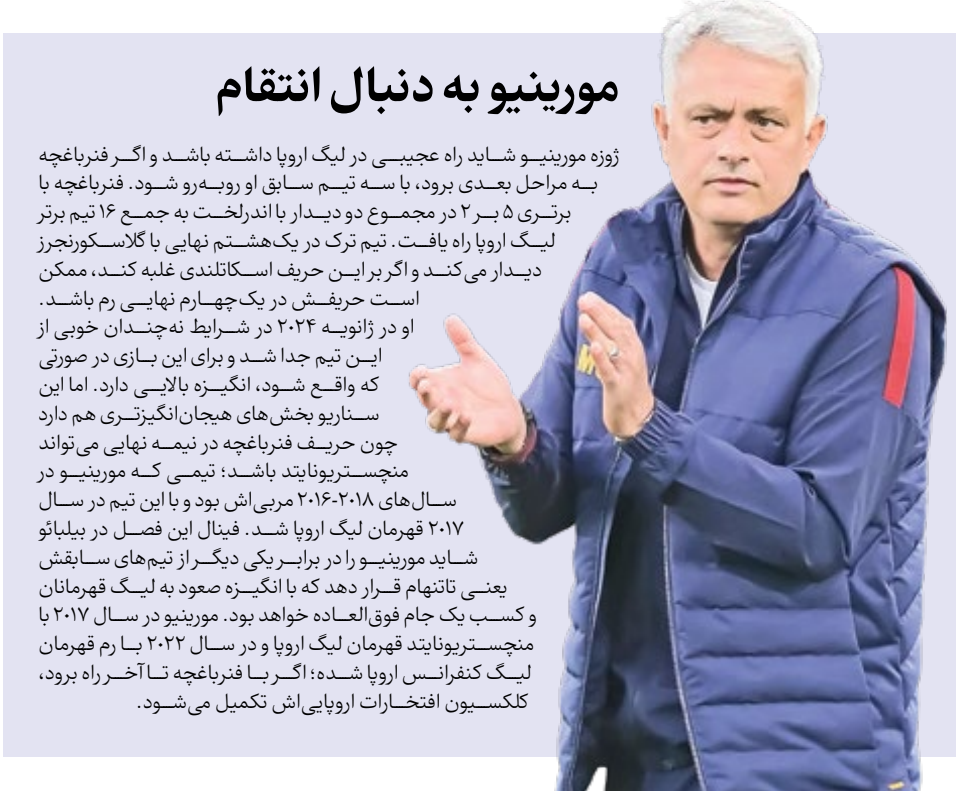 مورینیو به دنبال انتقام
ژوزه مورینیو شاید راه عجیبی در لیگ اروپا داشته باشد و اگر فنرباغچه
به مراحل بعدی برود، با سه تیم سابق او روبه‌رو شود. فنرباغچه با
برتری ۵ بر ۲ در مجموع دو دیدار با اندرلخت به جمع ۱۶ تیم برتر
لیگ اروپا راه یافت. تیم ترک در یک‌هشتم نهایی با گلاسکورنجرز
دیدار می‌کند و اگر بر این حریف اسکاتلندی غلبه کند، ممکن
است حریفش در یک‌چهارم نهایی رم باشد.
او در ژانویه ۲۰۲۴ در شرایط نه‌چندان خوبی از
این تیم جدا شد و برای این بازی در صورتی
که واقع شود، انگیزه بالایی دارد. اما این
سناریو بخش‌های هیجان‌انگیزتری هم دارد
چون حریف فنرباغچه در نیمه نهایی می‌تواند
منچستریونایتد باشد؛ تیمی که مورینیو در
سال‌های ۲۰۱۸-۲۰۱۶ مربی‌اش بود و با این تیم در سال
۲۰۱۷ قهرمان لیگ اروپا شد. فینال این فصل در بیلبائو
شاید مورینیو را در برابر یکی دیگر از تیم‌های سابقش
یعنی تاتنهام قرار دهد که با انگیزه صعود به لیگ قهرمانان
و کسب یک جام فوق‌العاده خواهد بود. مورینیو در سال ۲۰۱۷ با
منچستریونایتد قهرمان لیگ اروپا و در سال ۲۰۲۲ با رم قهرمان
لیگ کنفرانس اروپا شده؛ اگر با فنرباغچه تا آخر راه برود،
کلکسیون افتخارات اروپایی‌اش تکمیل می‌شود.